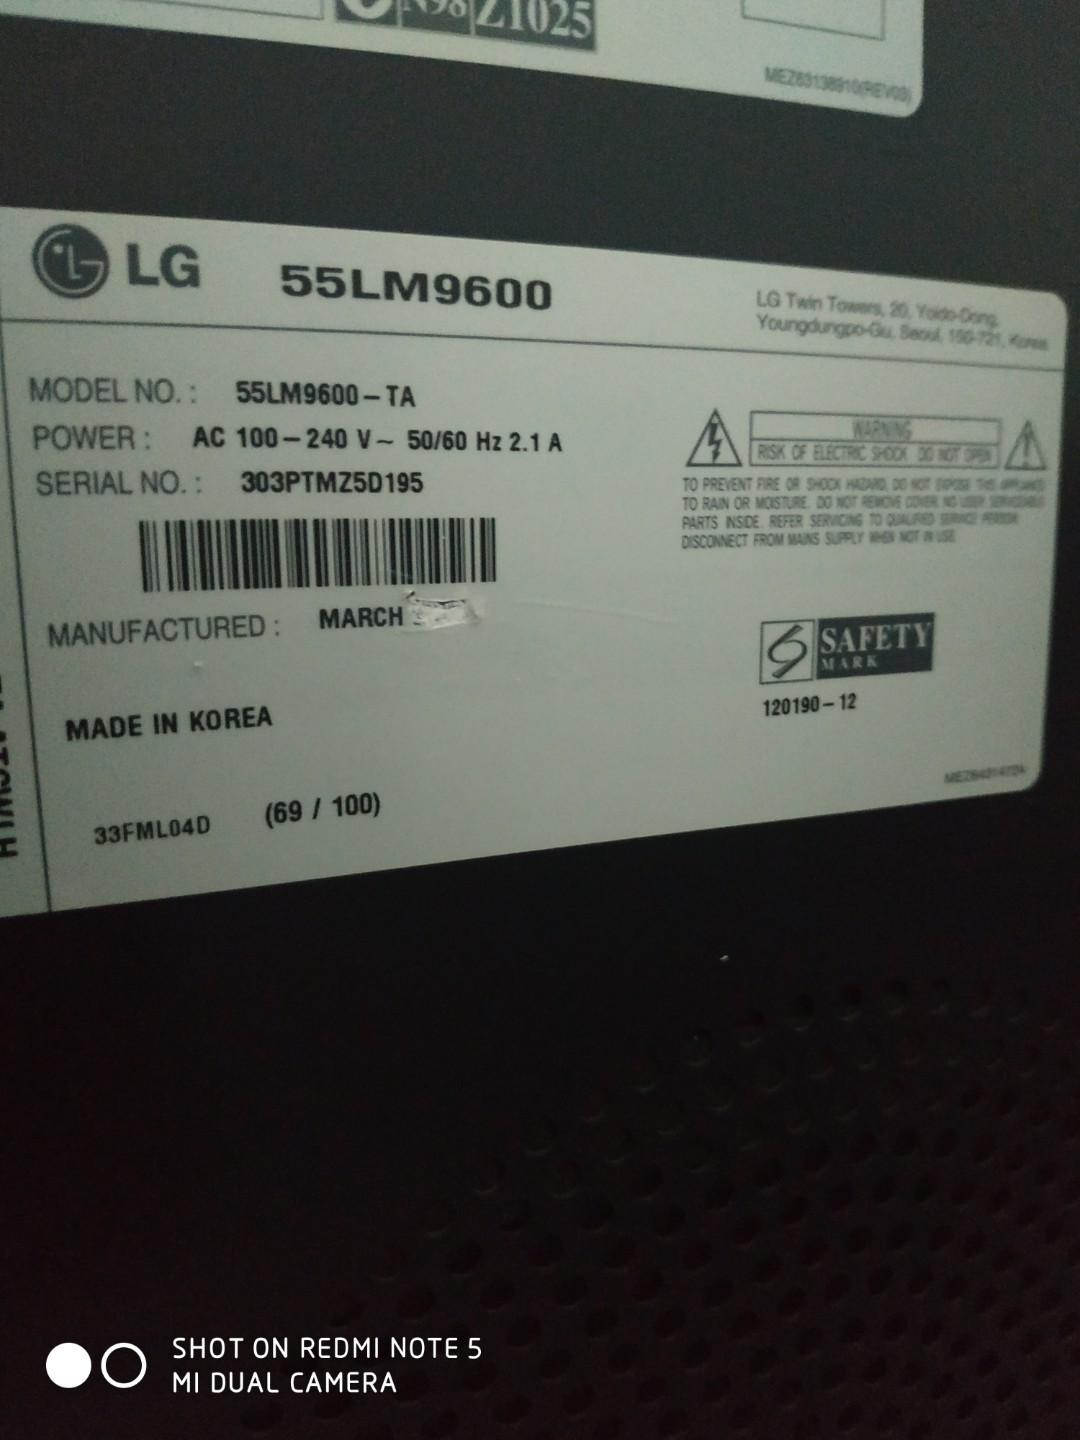 N98 Z1025
MEZ63138910(REV03)
LG 55LM9600
LG Twin Towers, 20, Yoido-Dong,
Youngdungpo-Gu, Seoul, 150-721, Korea
MODEL NO. : 55LM9600-TA
POWER : AC 100-240 V~ 50/60 Hz 2.1 A
SERIAL NO. : 303PTMZ5D195
WARNING
RISK OF ELECTRIC SHOCK DO NOT OPEN
TO PREVENT FIRE OR SHOCK HAZARD, DO NOT EXPOSE THIS APPLIANCE
TO RAIN OR MOISTURE. DO NOT REMOVE COVER. NO USER SERVICEABLE
PARTS INSIDE. REFER SERVICING TO QUALIFIED SERVICE PERSON.
DISCONNECT FROM MAINS SUPPLY WHEN NOT IN USE.
MANUFACTURED : MARCH
SAFETY
MARK
120190-12
MADE IN KOREA
33FML04D (69 / 100)
SHOT ON REDMI NOTE 5
MI DUAL CAMERA